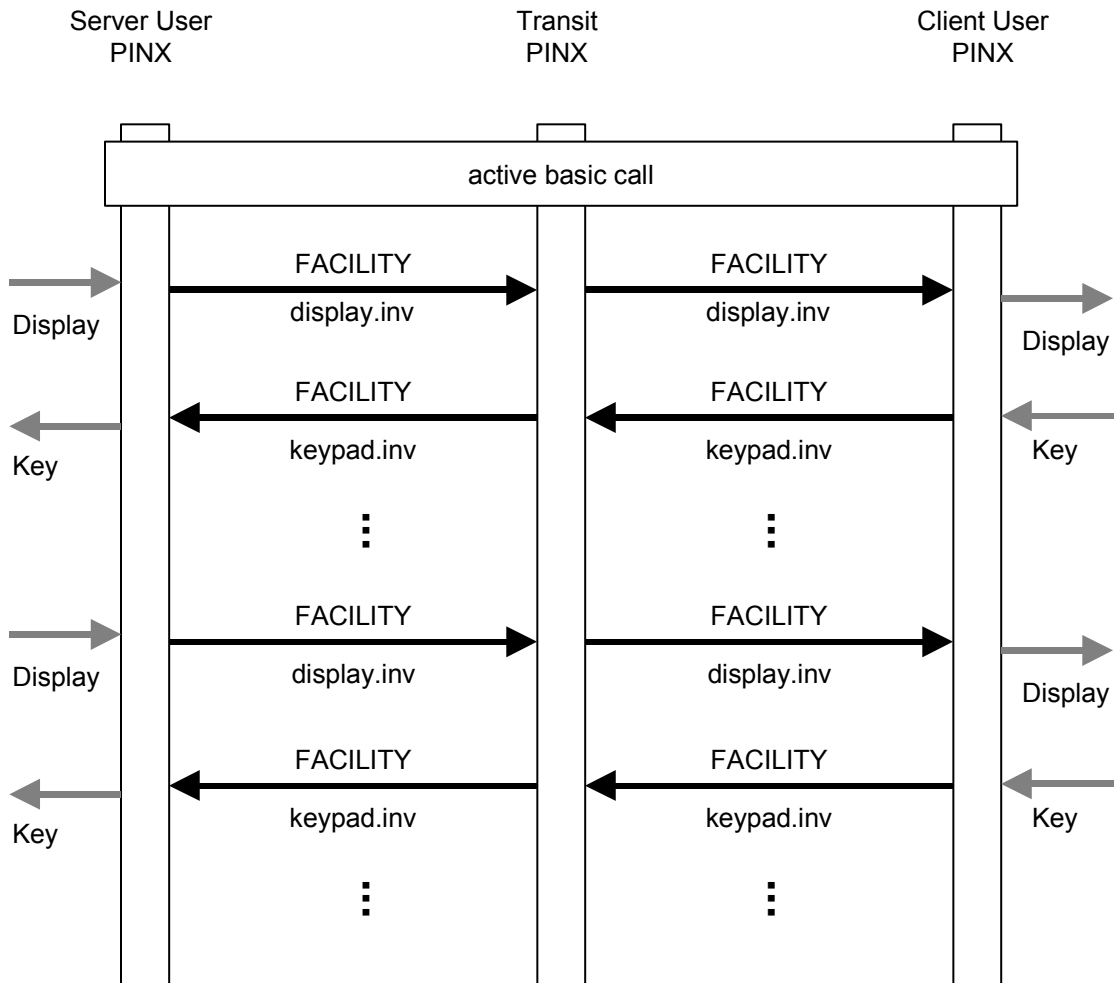 Server User
PINX
Transit
PINX
Client User
PINX
active basic call
FACILITY
FACILITY
display.inv
display.inv
Display
Display
FACILITY
FACILITY
keypad.inv
keypad.inv
Key
Key
FACILITY
FACILITY
display.inv
display.inv
Display
Display
FACILITY
FACILITY
keypad.inv
keypad.inv
Key
Key